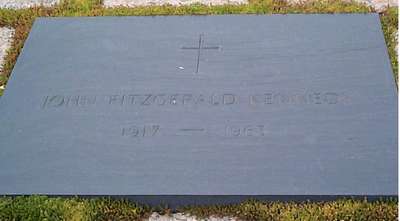 JOHN FITZGERALD KENNEDY
1917 — 1963